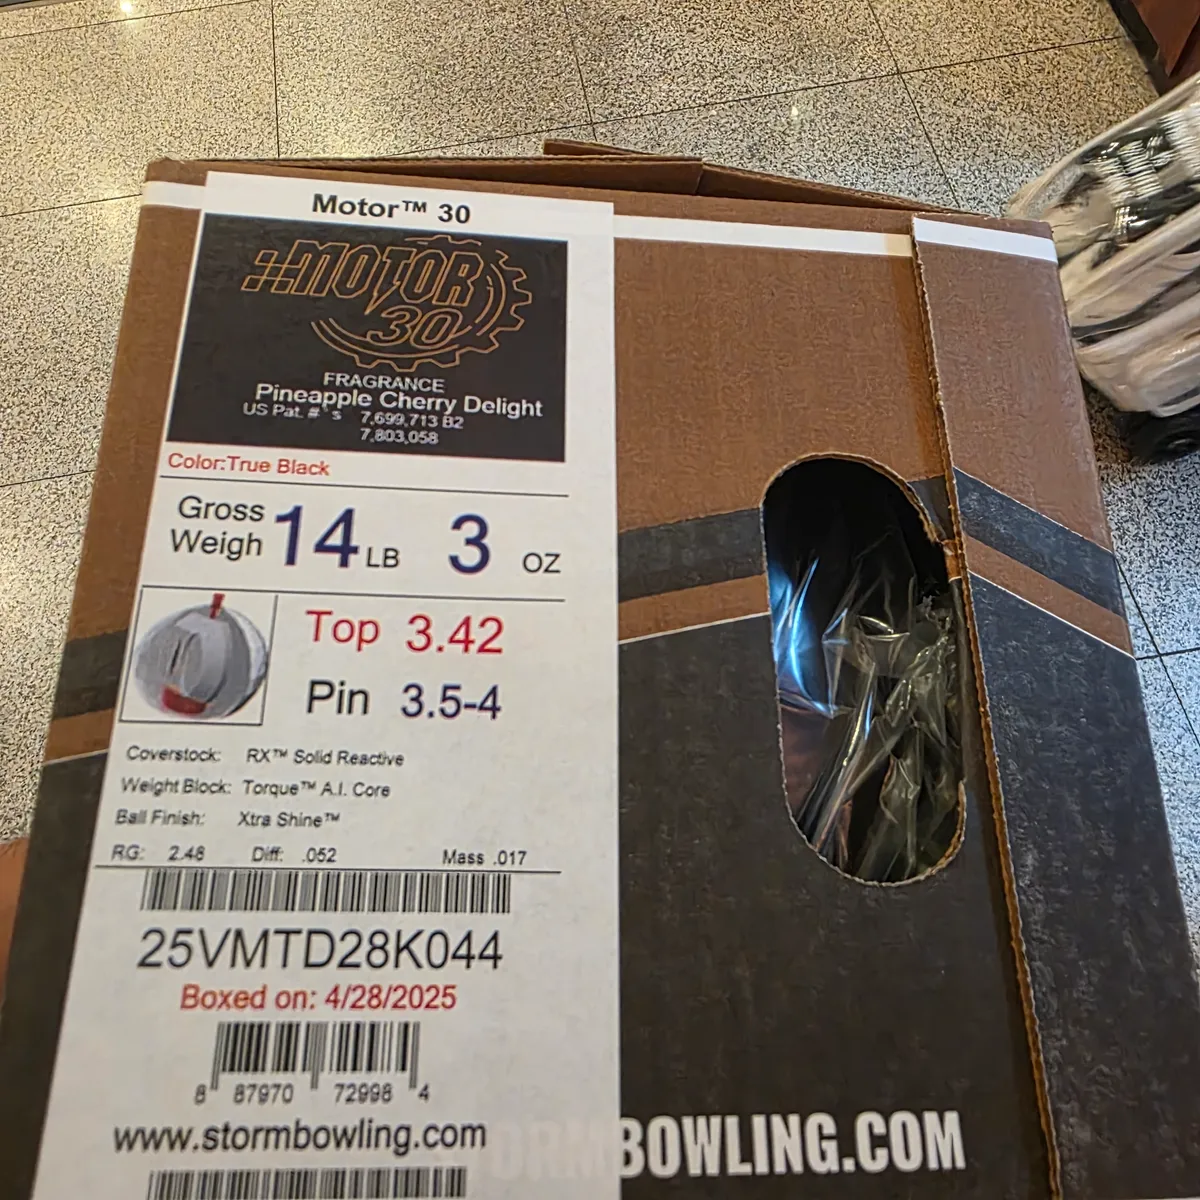 Motor™ 30
MOTOR
30
FRAGRANCE
Pineapple Cherry Delight
US Pat. #`s 7,699,713 B2
7,803,058
Color:True Black
Gross
Weigh 14 LB 3 OZ
Top 3.42
Pin 3.5-4
Coverstock: RX™ Solid Reactive
Weight Block: Torque™ A.I. Core
Ball Finish: Xtra Shine™
RG: 2.48 Diff: .052 Mass .017
25VMTD28K044
Boxed on: 4/28/2025
8 87970 72998 4
www.stormbowling.com
ORMBOWLING.COM